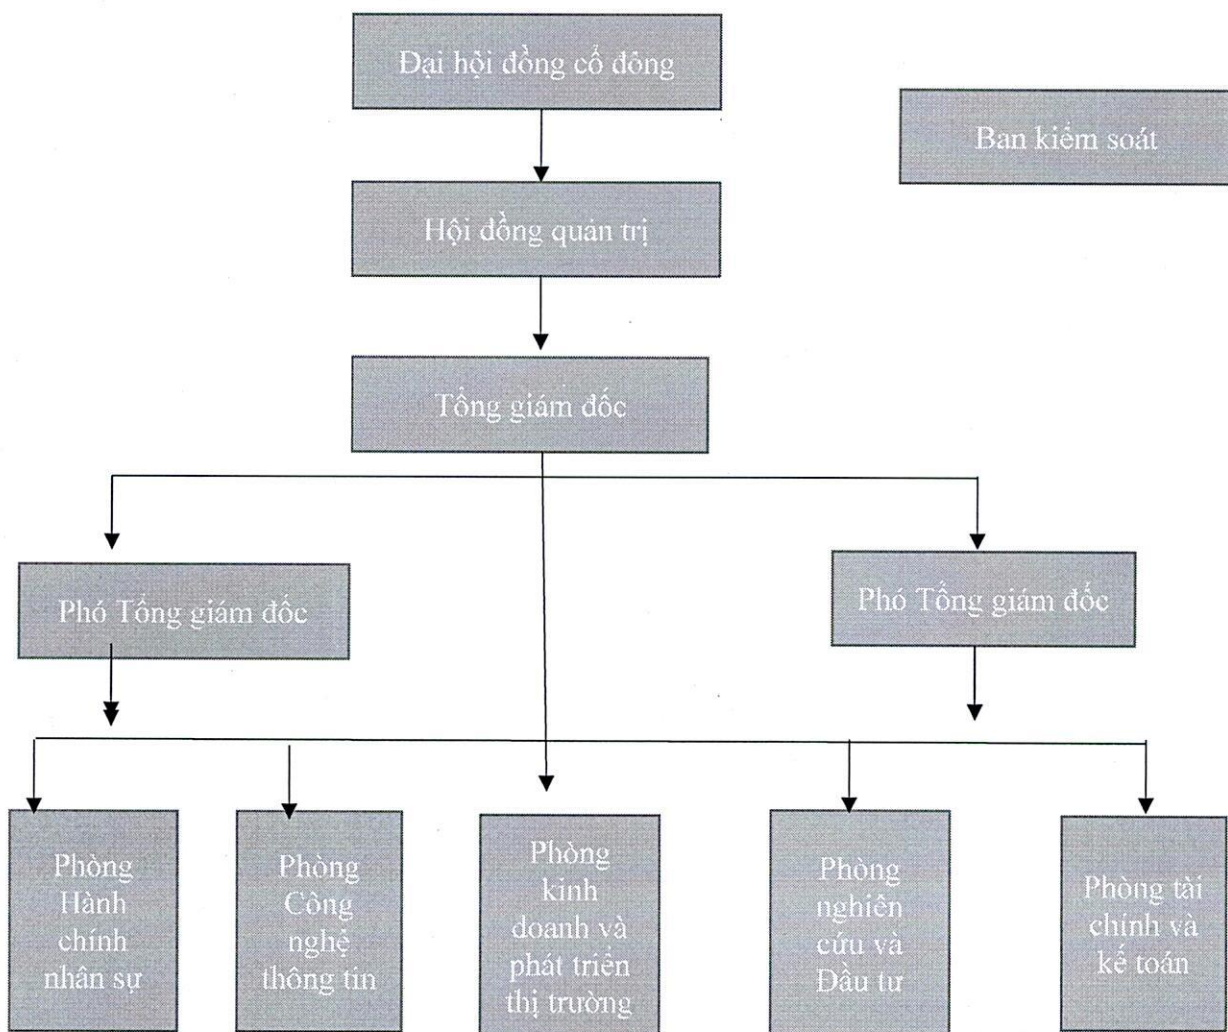 Đại hội đồng cổ đông
Ban kiểm soát
Hội đồng quản trị
Tổng giám đốc
Phó Tổng giám đốc
Phó Tổng giám đốc
Phòng
Hành
chính
nhân sự
Phòng
Công
nghệ
thông tin
Phòng
kinh
doanh và
phát triển
thị trường
Phòng
nghiên
cứu và
Đầu tư
Phòng tài
chính và
kế toán